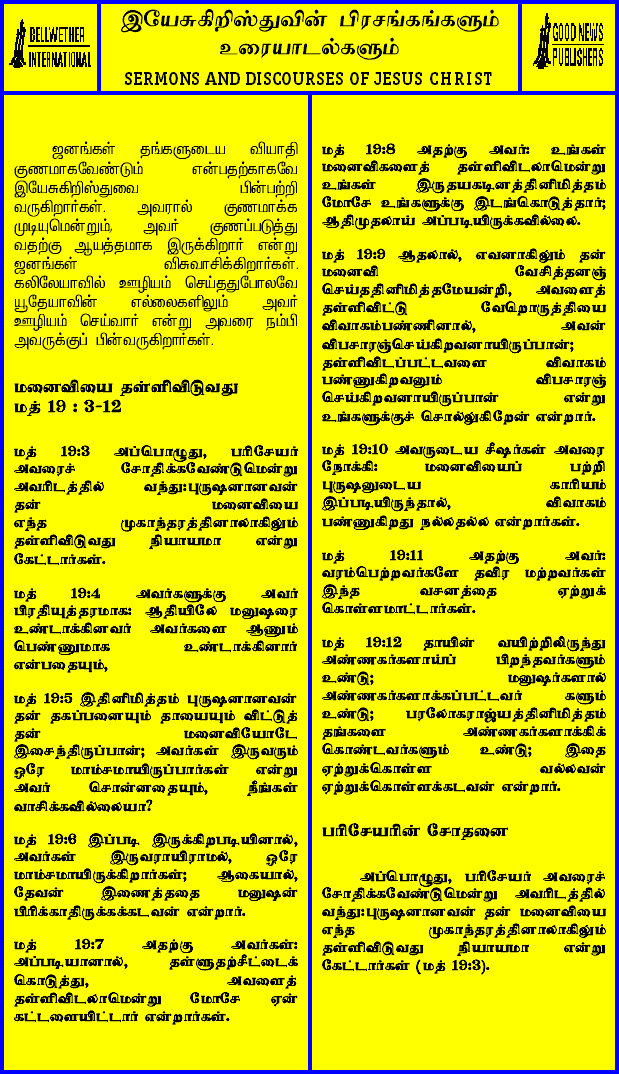 BELLWETHER
INTERNATIONAL
இயேசுகிறிஸ்துவின் பிரசங்கங்களும்
உரையாடல்களும்
SERMONS AND DISCOURSES OF JESUS CHRIST
GOOD NEWS
PUBLISHERS
ஜனங்கள் தங்களுடைய வியாதி
குணமாகவேண்டும் என்பதற்காகவே
இயேசுகிறிஸ்துவை பின்பற்றி
வருகிறார்கள். அவரால் குணமாக்க
முடியுமென்றும், அவர் குணப்படுத்து
வதற்கு ஆயத்தமாக இருக்கிறார் என்று
ஜனங்கள் விசுவாசிக்கிறார்கள்.
கலிலேயாவில் ஊழியம் செய்ததுபோலவே
யூதேயாவின் எல்லைகளிலும் அவர்
ஊழியம் செய்வார் என்று அவரை நம்பி
அவருக்குப் பின்வருகிறார்கள்.
மனைவியை தள்ளிவிடுவது
மத் 19 : 3-12
மத் 19:3 அப்பொழுது, பரிசேயர்
அவரைச் சோதிக்கவேண்டுமென்று
அவரிடத்தில் வந்து:புருஷனானவன்
தன் மனைவியை
எந்த முகாந்தரத்தினாலாகிலும்
தள்ளிவிடுவது நியாயமா என்று
கேட்டார்கள்.
மத் 19:4 அவர்களுக்கு அவர்
பிரதியுத்தரமாக: ஆதியிலே மனுஷரை
உண்டாக்கினவர் அவர்களை ஆணும்
பெண்ணுமாக உண்டாக்கினார்
என்பதையும்,
மத் 19:5 இதினிமித்தம் புருஷனானவன்
தன் தகப்பனையும் தாயையும் விட்டுத்
தன் மனைவியோடே
இசைந்திருப்பான்; அவர்கள் இருவரும்
ஒரே மாம்சமாயிருப்பார்கள் என்று
அவர் சொன்னதையும், நீங்கள்
வாசிக்கவில்லையா?
மத் 19:6 இப்படி இருக்கிறபடியினால்,
அவர்கள் இருவராயிராமல், ஒரே
மாம்சமாயிருக்கிறார்கள்; ஆகையால்,
தேவன் இணைத்ததை மனுஷன்
பிரிக்காதிருக்கக்கடவன் என்றார்.
மத் 19:7 அதற்கு அவர்கள்:
அப்படியானால், தள்ளுதற்சீட்டைக்
கொடுத்து, அவளைத்
தள்ளிவிடலாமென்று மோசே ஏன்
கட்டளையிட்டார் என்றார்கள்.
மத் 19:8 அதற்கு அவர்: உங்கள்
மனைவிகளைத் தள்ளிவிடலாமென்று
உங்கள் இருதயகடினத்தினிமித்தம்
மோசே உங்களுக்கு இடங்கொடுத்தார்;
ஆதிமுதலாய் அப்படியிருக்கவில்லை.
மத் 19:9 ஆதலால், எவனாகிலும் தன்
மனைவி வேசித்தனஞ்
செய்ததினிமித்தமேயன்றி, அவளைத்
தள்ளிவிட்டு வேறொருத்தியை
விவாகம்பண்ணினால், அவன்
விபசாரஞ்செய்கிறவனாயிருப்பான்;
தள்ளிவிடப்பட்டவளை விவாகம்
பண்ணுகிறவனும் விபசாரஞ்
செய்கிறவனாயிருப்பான் என்று
உங்களுக்குச் சொல்லுகிறேன் என்றார்.
மத் 19:10 அவருடைய சீஷர்கள் அவரை
நோக்கி: மனைவியைப் பற்றி
புருஷனுடைய காரியம்
இப்படியிருந்தால், விவாகம்
பண்ணுகிறது நல்லதல்ல என்றார்கள்.
மத் 19:11 அதற்கு அவர்:
வரம்பெற்றவர்களே தவிர மற்றவர்கள்
இந்த வசனத்தை ஏற்றுக்
கொள்ளமாட்டார்கள்.
மத் 19:12 தாயின் வயிற்றிலிருந்து
அண்ணகர்களாய்ப் பிறந்தவர்களும்
உண்டு; மனுஷர்களால்
அண்ணகர்களாக்கப்பட்டவர் களும்
உண்டு; பரலோகராஜ்யத்தினிமித்தம்
தங்களை அண்ணகர்களாக்கிக்
கொண்டவர்களும் உண்டு; இதை
ஏற்றுக்கொள்ள வல்லவன்
ஏற்றுக்கொள்ளக்கடவன் என்றார்.
பரிசேயரின் சோதனை
அப்பொழுது, பரிசேயர் அவரைச்
சோதிக்கவேண்டுமென்று அவரிடத்தில்
வந்து:புருஷனானவன் தன் மனைவியை
எந்த முகாந்தரத்தினாலாகிலும்
தள்ளிவிடுவது நியாயமா என்று
கேட்டார்கள் (மத் 19:3).